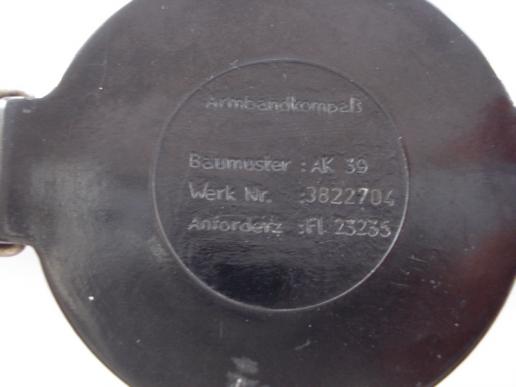 Armbandkompaß
Baumuster : AK 39
Werk Nr. : 3822704
Anforderz : Fl 23235